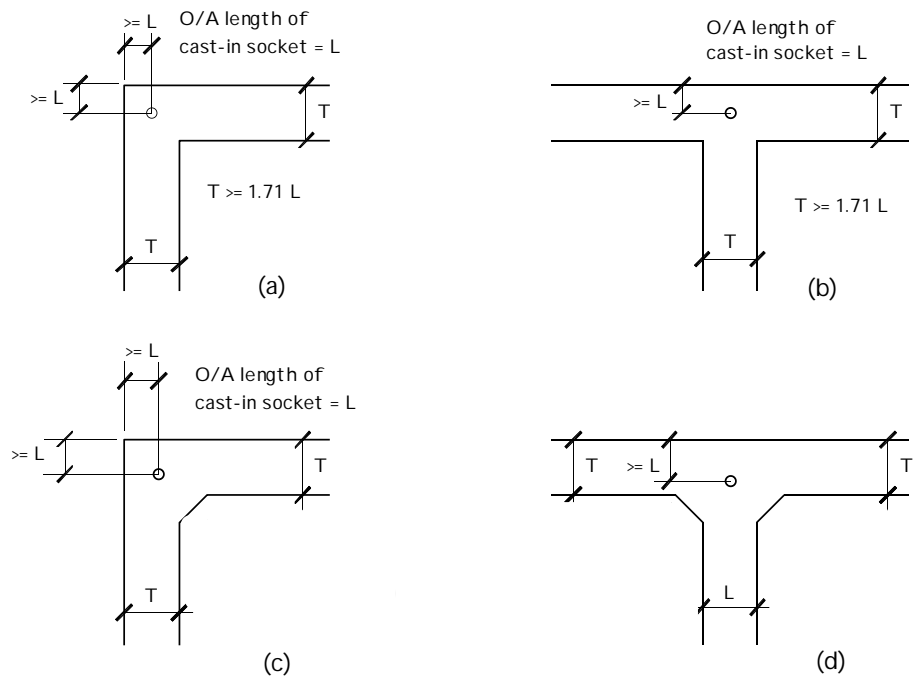 >= L
O/A length of
cast-in socket = L
>= L
T
T >= 1.71 L
T
(a)
O/A length of
cast-in socket = L
>= L
T
T >= 1.71 L
T
(b)
>= L
O/A length of
cast-in socket = L
>= L
T
T
(c)
T
>= L
T
L
(d)